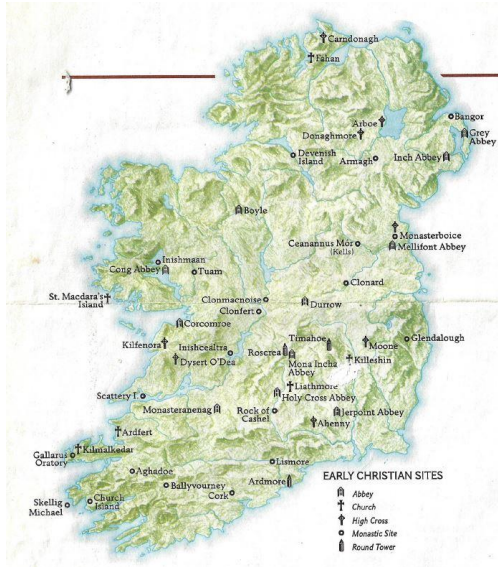 Carndonagh
Fahan
Arboe
Donaghmore
Bangor
Grey
Abbey
Devenish
Island
Armagh
Inch Abbey
Boyle
Monasterboice
Ceanannus Mór
(Kells)
Mellifont Abbey
Inishmaan
Cong Abbey
Tuam
Clonard
St. Macdara's
Island
Clonmacnoise
Clonfert
Durrow
Corcomroe
Kilfenora
Inishcealtra
Dysert O'Dea
Timahoe
Roscrea
Mona Incha
Abbey
Moone
Glendalough
Killeshin
Liathmore
Holy Cross Abbey
Scattery I.
Monasteranenag
Rock of
Cashel
Jerpoint Abbey
Ahenny
Ardfert
Kilmalkedar
Gallarus
Oratory
Aghadoe
Lismore
Ballyvourney
Cork
Ardmore
Skellig
Michael
Church
Island
EARLY CHRISTIAN SITES
Abbey
Church
High Cross
Monastic Site
Round Tower